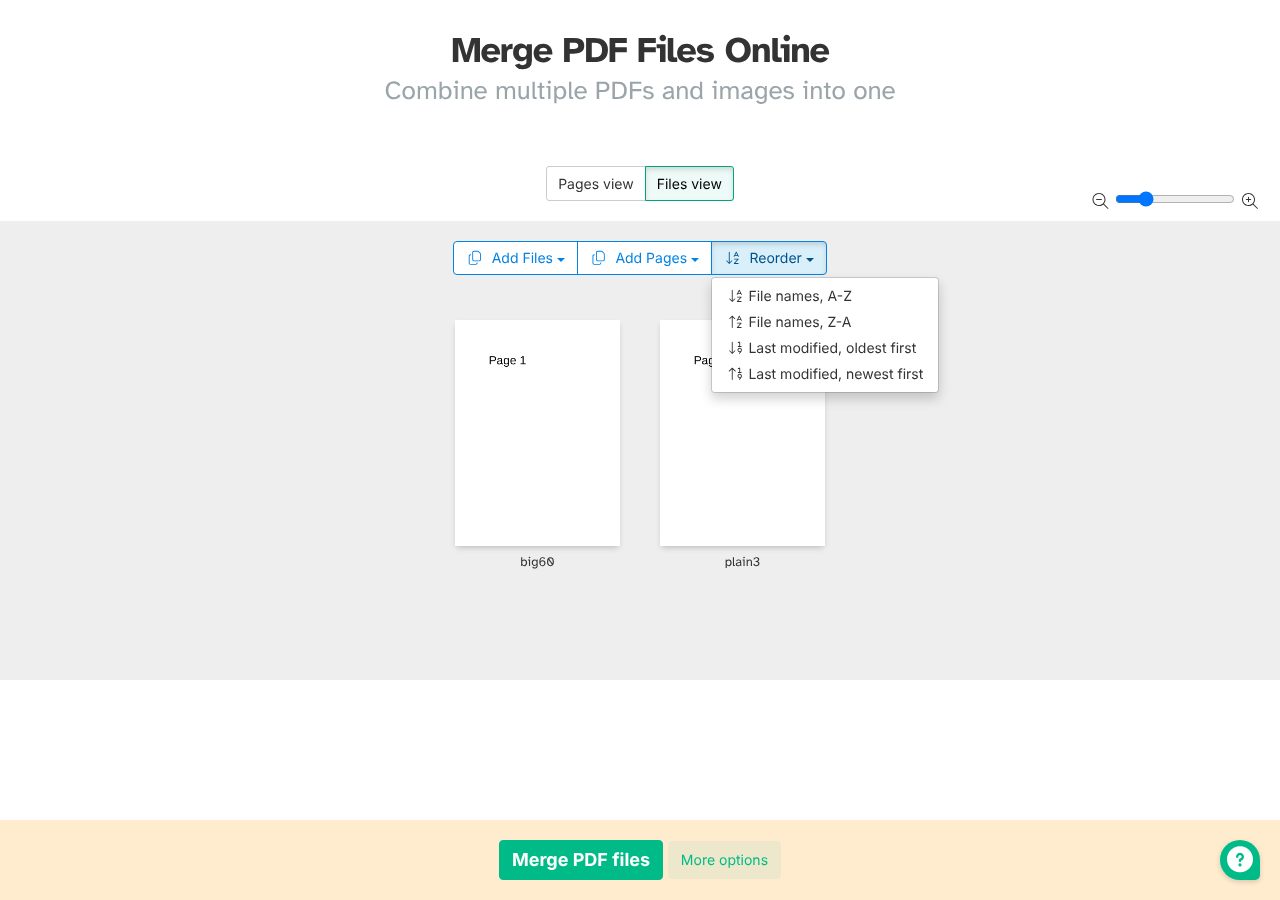 Merge PDF Files Online
Combine multiple PDFs and images into one
Pages view
Files view
Add Files
Add Pages
Reorder
File names, A-Z
File names, Z-A
Last modified, oldest first
Last modified, newest first
Page 1
big60
plain3
Merge PDF files
More options